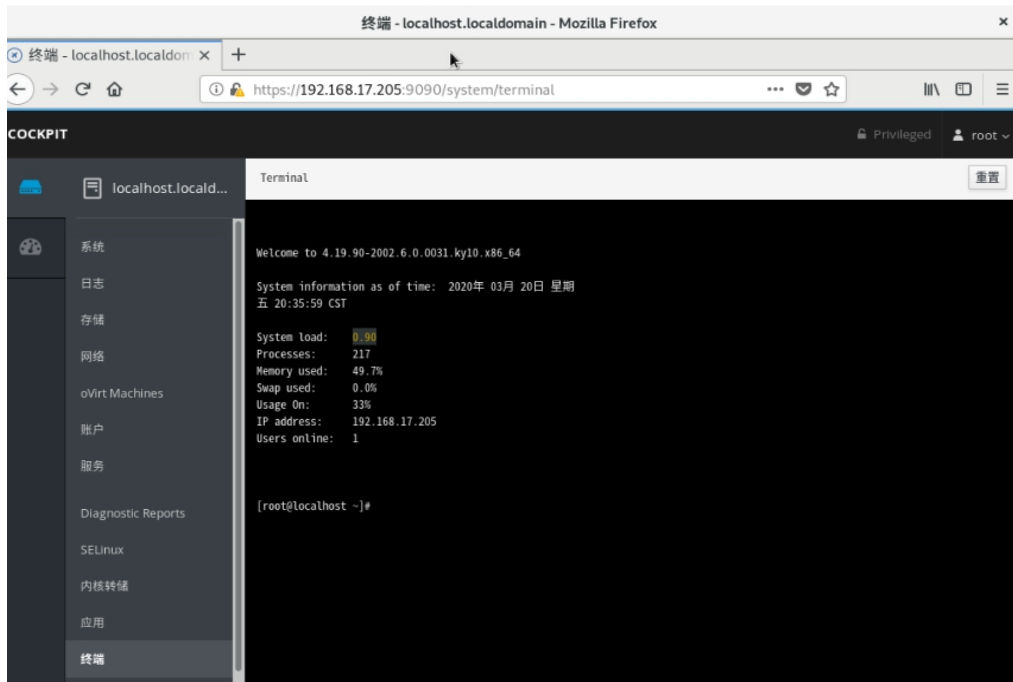 终端 - localhost.localdomain - Mozilla Firefox ×
终端 - localhost.localdom × +
https://192.168.17.205:9090/system/terminal
COCKPIT
Privileged
root
localhost.locald...
系统
日志
存储
网络
oVirt Machines
账户
服务
Diagnostic Reports
SELinux
内核转储
应用
终端
Terminal
重置
Welcome to 4.19.90-2002.6.0.0031.ky10.x86_64
System information as of time: 2020年 03月 20日 星期
五 20:35:59 CST
System load: 0.90
Processes: 217
Memory used: 49.7%
Swap used: 0.0%
Usage On: 33%
IP address: 192.168.17.205
Users online: 1
[root@localhost ~]#